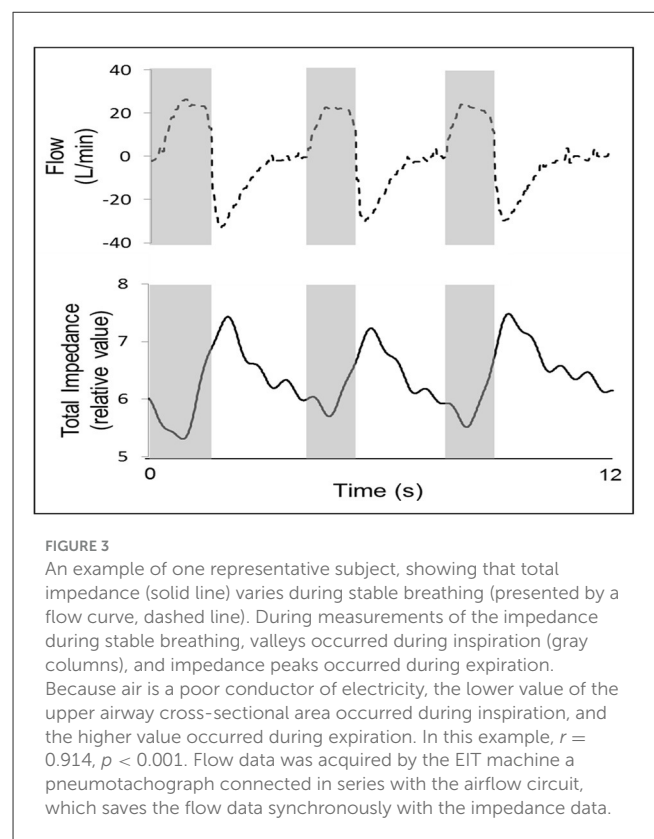 40
20
0
-20
-40
Flow
(L/min)
8
7
6
5
Total Impedance
(relative value)
0
12
Time (s)
FIGURE 3
An example of one representative subject, showing that total
impedance (solid line) varies during stable breathing (presented by a
flow curve, dashed line). During measurements of the impedance
during stable breathing, valleys occurred during inspiration (gray
columns), and impedance peaks occurred during expiration.
Because air is a poor conductor of electricity, the lower value of the
upper airway cross-sectional area occurred during inspiration, and
the higher value occurred during expiration. In this example, r =
0.914, p < 0.001. Flow data was acquired by the EIT machine a
pneumotachograph connected in series with the airflow circuit,
which saves the flow data synchronously with the impedance data.